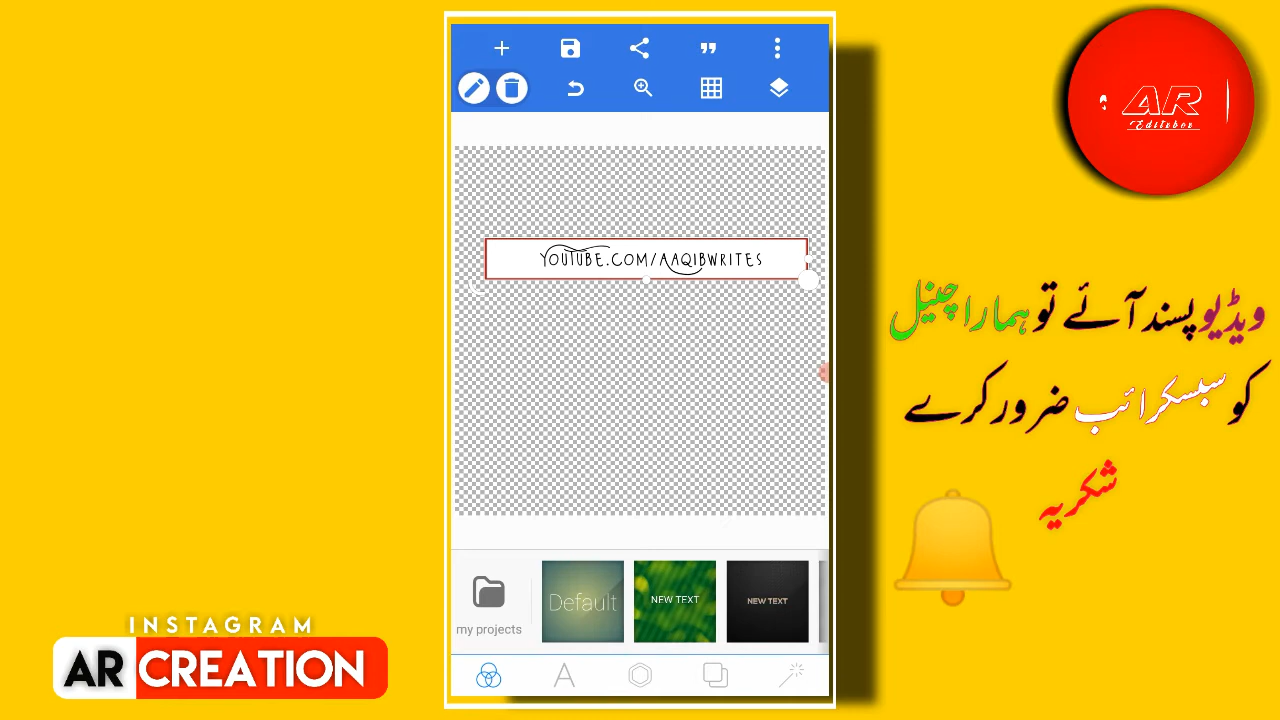 YOUTUBE.COM/AAQIBWRITES
my projects
Default
NEW TEXT
NEW TEXT
AR
Editebox
ویڈیو پسند آئے تو ہمارا چینل
کو سبسکرائب ضرور کرے
شکریہ
INSTAGRAM
AR CREATION